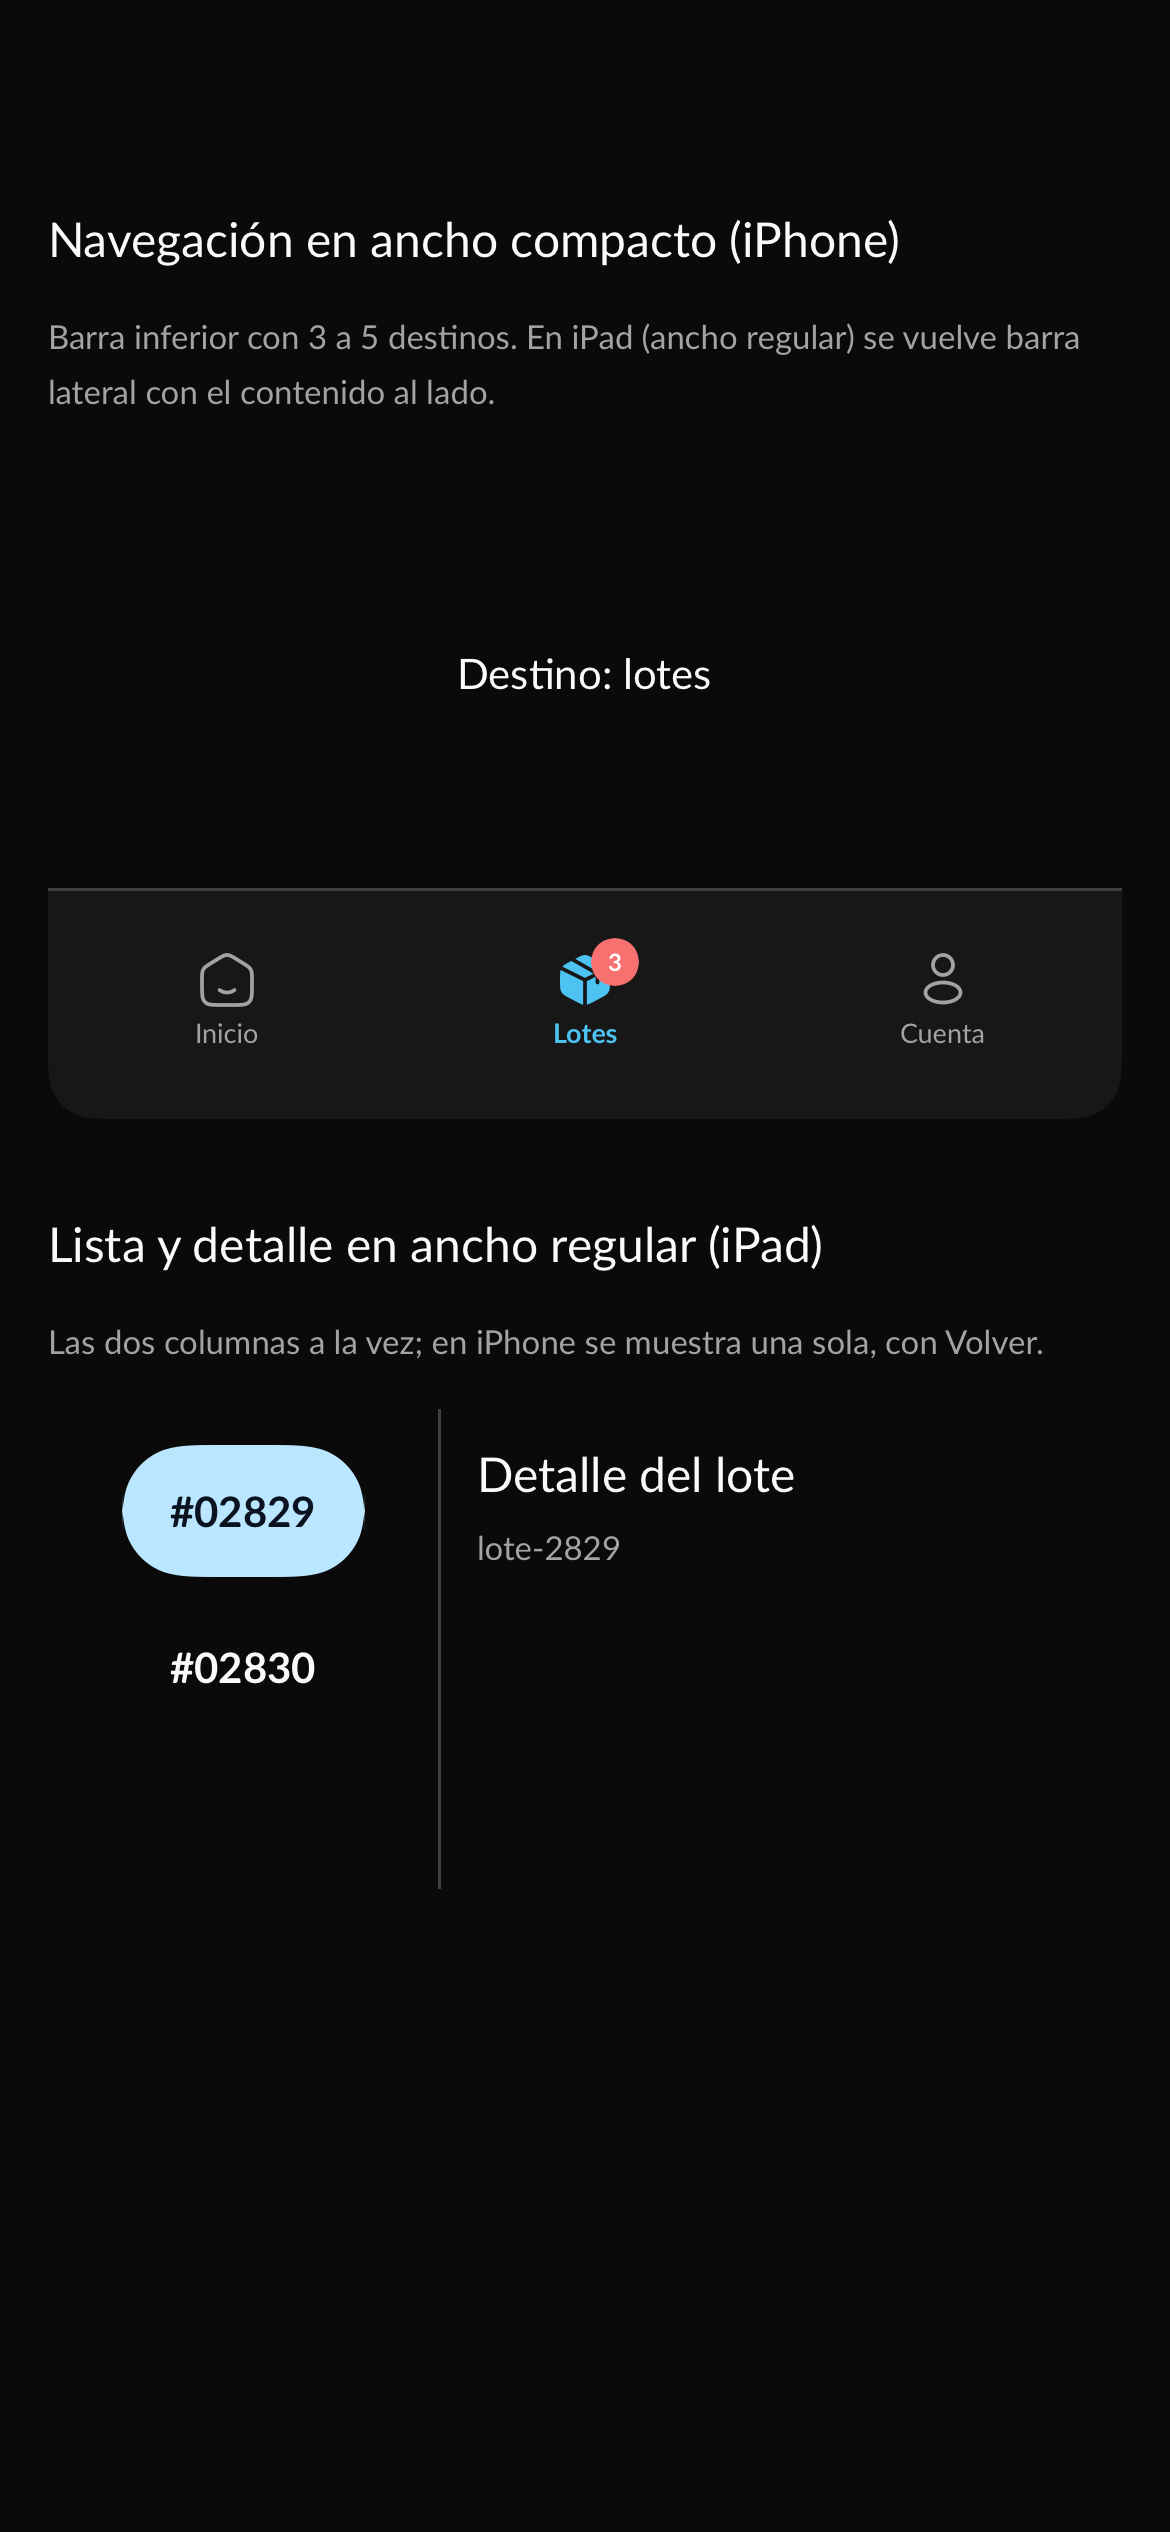 Navegación en ancho compacto (iPhone)
Barra inferior con 3 a 5 destinos. En iPad (ancho regular) se vuelve barra
lateral con el contenido al lado.
Destino: lotes
3
Inicio
Lotes
Cuenta
Lista y detalle en ancho regular (iPad)
Las dos columnas a la vez; en iPhone se muestra una sola, con Volver.
#02829
#02830
Detalle del lote
lote-2829